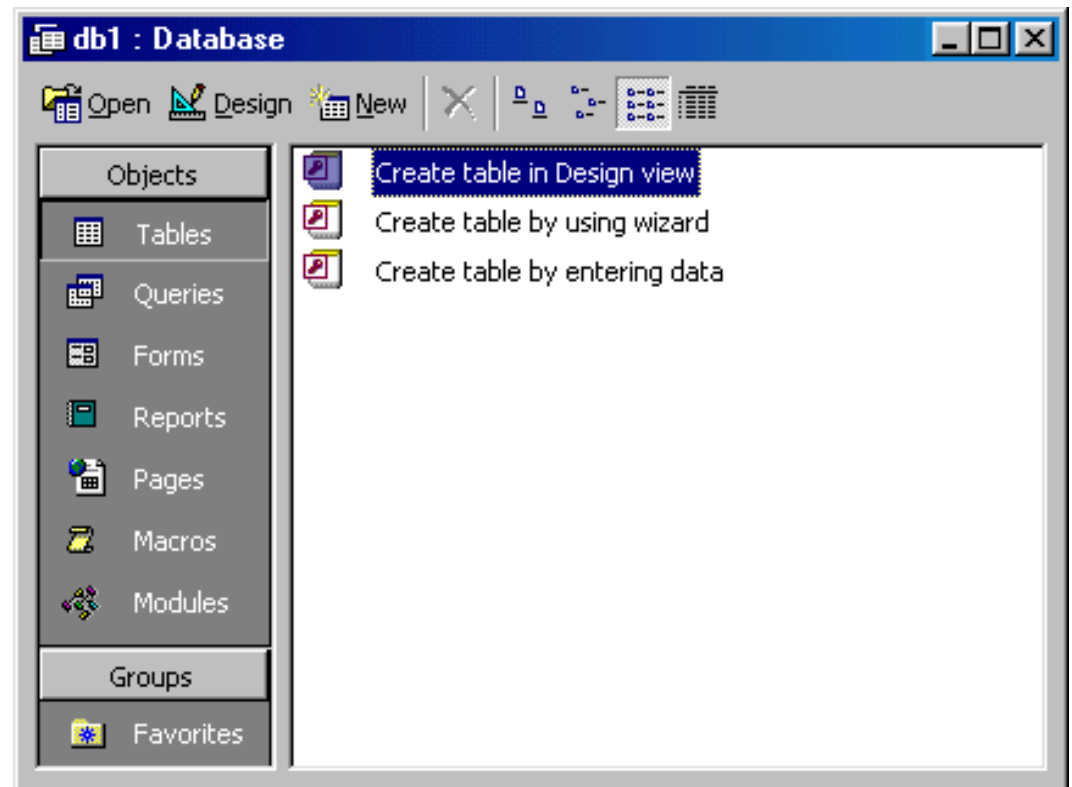 db1 : Database
Open Design New
Objects
Tables
Queries
Forms
Reports
Pages
Macros
Modules
Groups
Favorites
Create table in Design view
Create table by using wizard
Create table by entering data